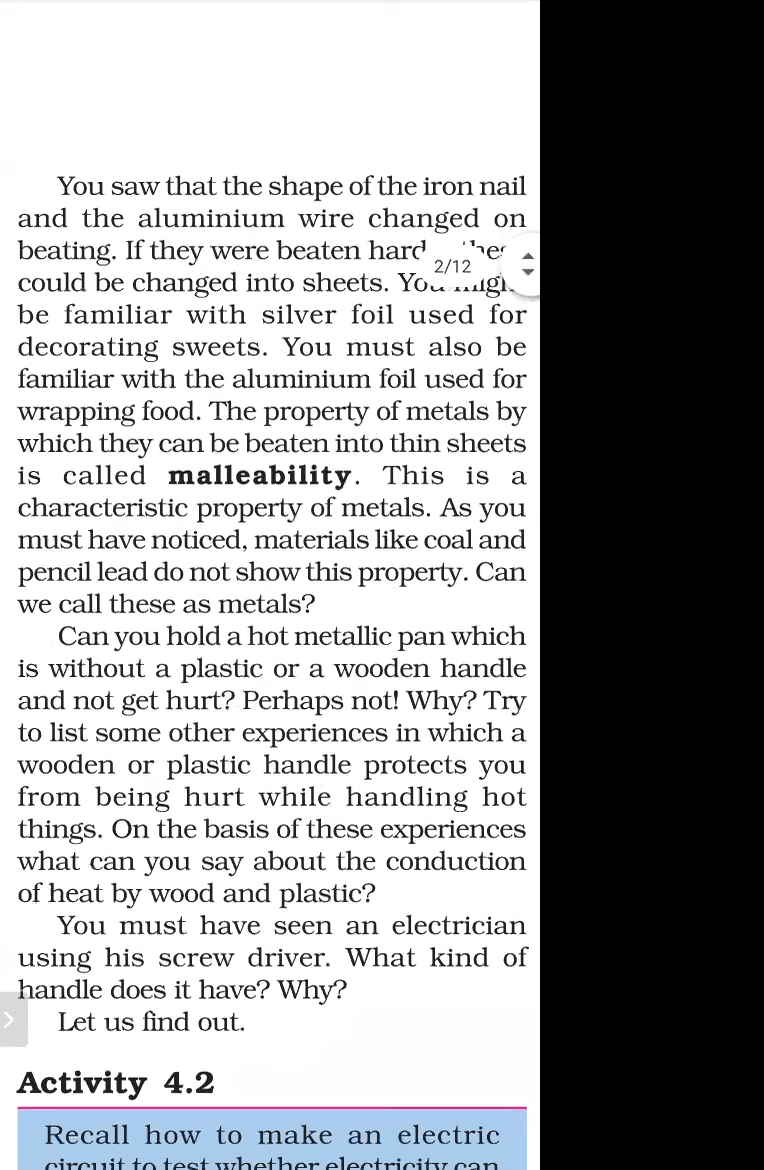 You saw that the shape of the iron nail
and the aluminium wire changed on
beating. If they were beaten
could be changed into sheets.
2/12
be familiar with silver foil used for
decorating sweets. You must also be
familiar with the aluminium foil used for
wrapping food. The property of metals by
which they can be beaten into thin sheets
is called malleability. This is a
characteristic property of metals. As you
must have noticed, materials like coal and
pencil lead do not show this property. Can
we call these as metals?
Can you hold a hot metallic pan which
is without a plastic or a wooden handle
and not get hurt? Perhaps not! Why? Try
to list some other experiences in which a
wooden or plastic handle protects you
from being hurt while handling hot
things. On the basis of these experiences
what can you say about the conduction
of heat by wood and plastic?
You must have seen an electrician
using his screw driver. What kind of
handle does it have? Why?
Let us find out.
Activity 4.2
Recall how to make an electric
circuit to test whether electricity can